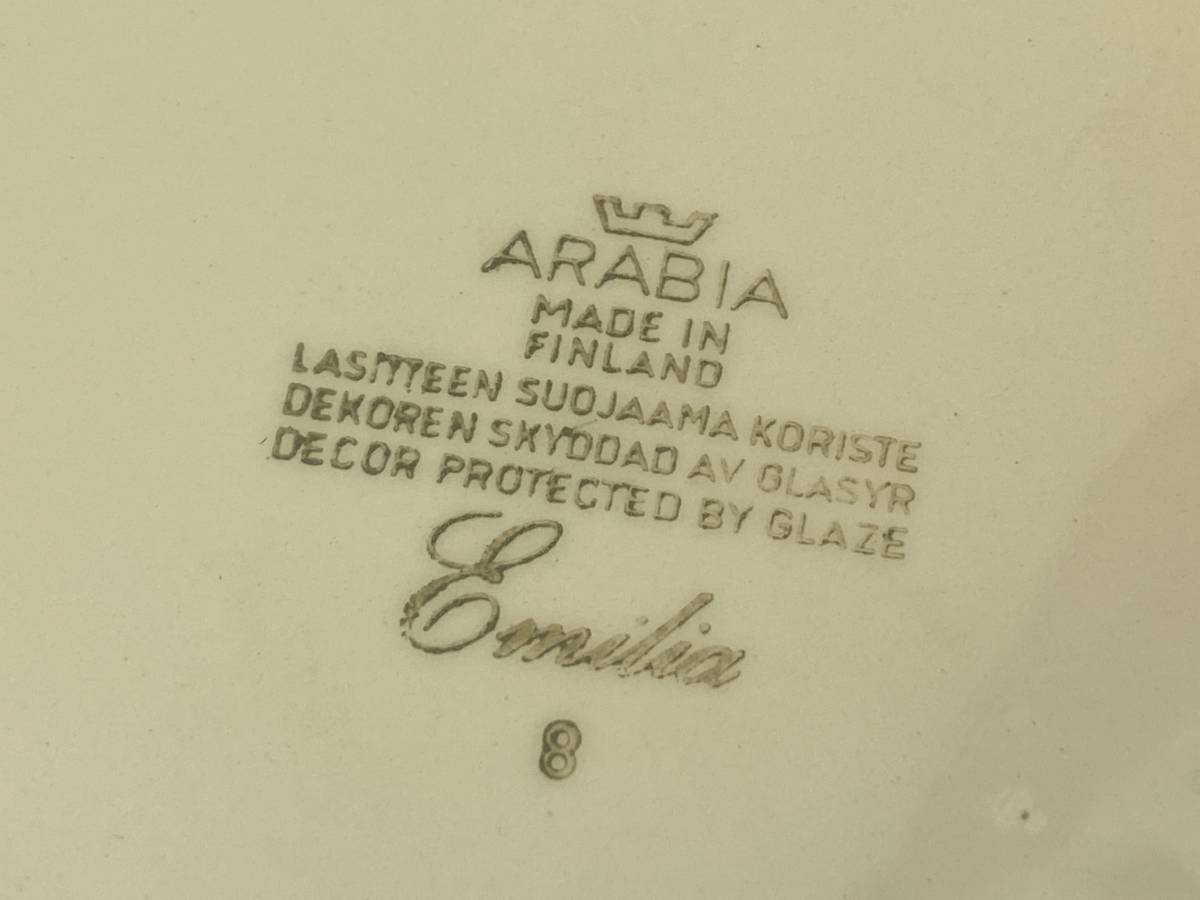 ARABIA
MADE IN
FINLAND
LASITTEEN SUOJAAMA KORISTE
DEKOREN SKYDDAD AV GLASYR
DECOR PROTECTED BY GLAZE
Emilia
8